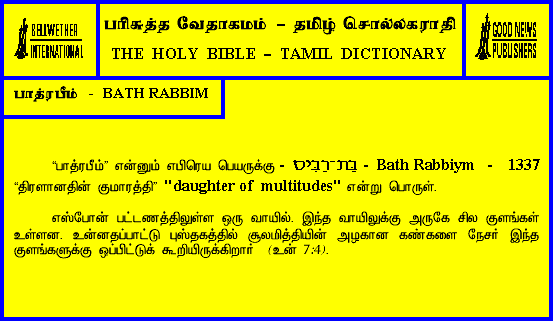 BELLWETHER
INTERNATIONAL
பரிசுத்த வேதாகமம் – தமிழ் சொல்லகராதி
THE HOLY BIBLE – TAMIL DICTIONARY
GOOD NEWS
PUBLISHERS
பாத்ரபீம் - BATH RABBIM
“பாத்ரபீம்” என்னும் எபிரெய பெயருக்கு - בַּת־רַבִּים - Bath Rabbiym - 1337
“திரளானதின் குமாரத்தி” "daughter of multitudes" என்று பொருள்.
எஸ்போன் பட்டணத்திலுள்ள ஒரு வாயில். இந்த வாயிலுக்கு அருகே சில குளங்கள்
உள்ளன. உன்னதப்பாட்டு புஸ்தகத்தில் சூலமித்தியின் அழகான கண்களை நேசர் இந்த
குளங்களுக்கு ஒப்பிட்டுக் கூறியிருக்கிறார் (உன் 7:4).